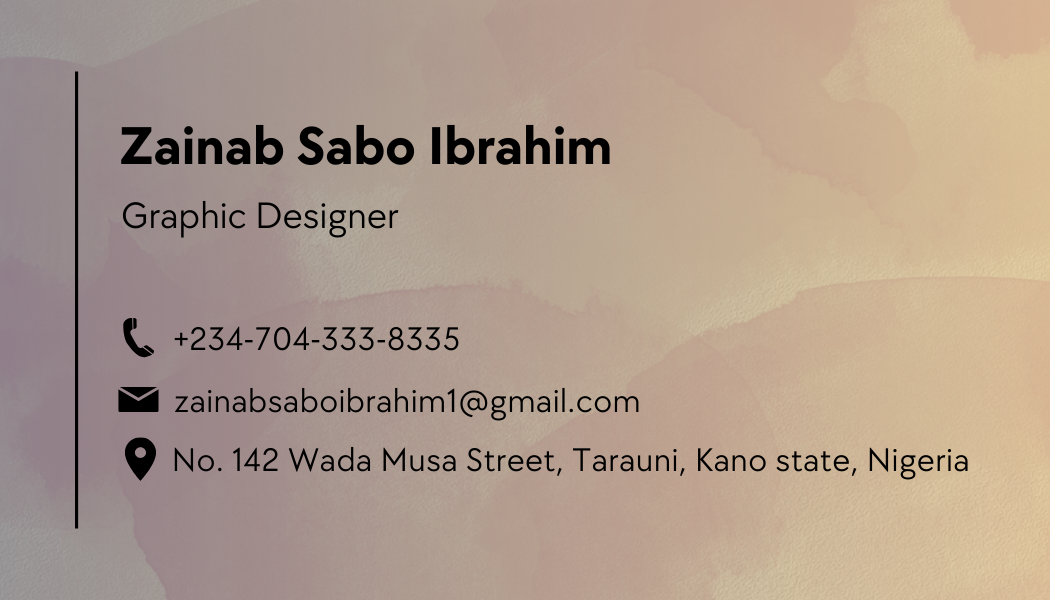 Zainab Sabo Ibrahim
Graphic Designer
+234-704-333-8335
zainabsaboibrahim1@gmail.com
No. 142 Wada Musa Street, Tarauni, Kano state, Nigeria